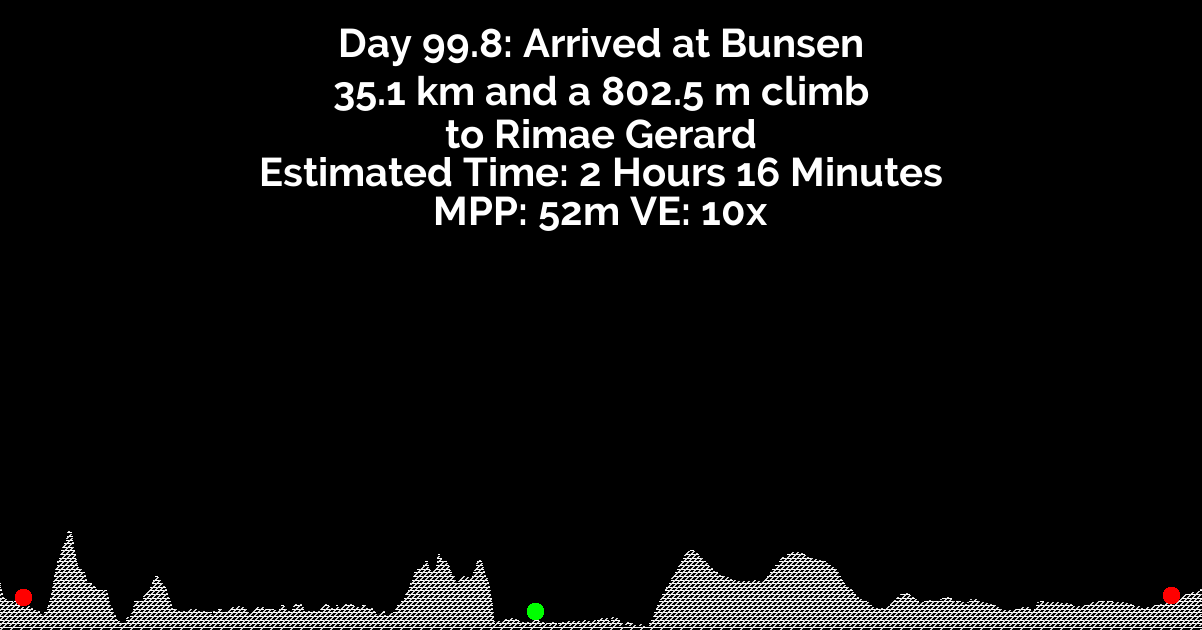 Day 99.8: Arrived at Bunsen
35.1 km and a 802.5 m climb
to Rimae Gerard
Estimated Time: 2 Hours 16 Minutes
MPP: 52m VE: 10x